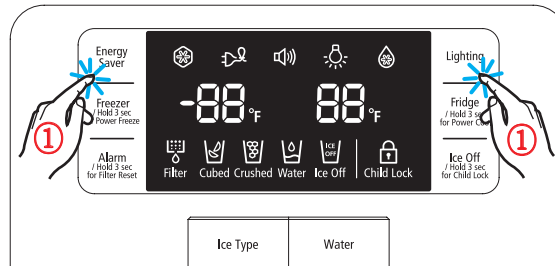 Energy
Saver
Lighting
-88 °F
88 °F
Freezer
/ Hold 3 sec
Power Freeze
Fridge
/ Hold 3 sec
for Power
1
1
Alarm
/ Hold 3 sec
for Filter Reset
ICE
OFF
Filter Cubed Crushed Water Ice Off Child Lock
Ice Off
/ Hold 3 sec
for Child Lock
Ice Type
Water